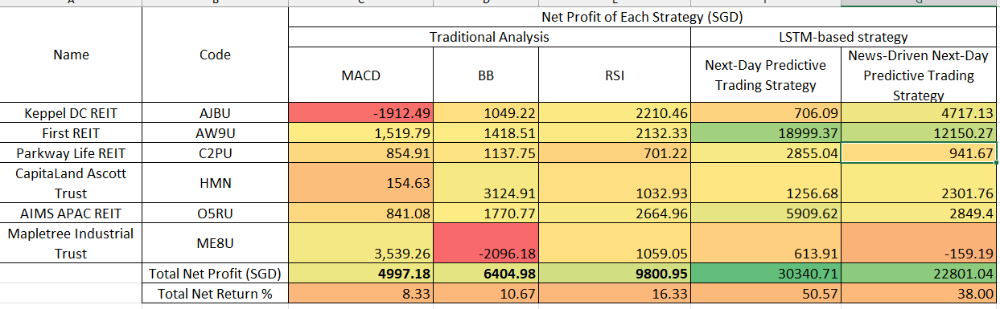 Name Code Net Profit of Each Strategy (SGD)
Traditional Analysis LSTM-based strategy
MACD BB RSI Next-Day Predictive
Trading Strategy News-Driven Next-Day
Predictive Trading
Strategy
Keppel DC REIT AJBU -1912.49 1049.22 2210.46 706.09 4717.13
First REIT AW9U 1,519.79 1418.51 2132.33 18999.37 12150.27
Parkway Life REIT C2PU 854.91 1137.75 701.22 2855.04 941.67
CapitaLand Ascott
Trust HMN 154.63 3124.91 1032.93 1256.68 2301.76
AIMS APAC REIT O5RU 841.08 1770.77 2664.96 5909.62 2849.4
Mapletree Industrial
Trust ME8U 3,539.26 -2096.18 1059.05 613.91 -159.19
Total Net Profit (SGD) 4997.18 6404.98 9800.95 30340.71 22801.04
Total Net Return % 8.33 10.67 16.33 50.57 38.00